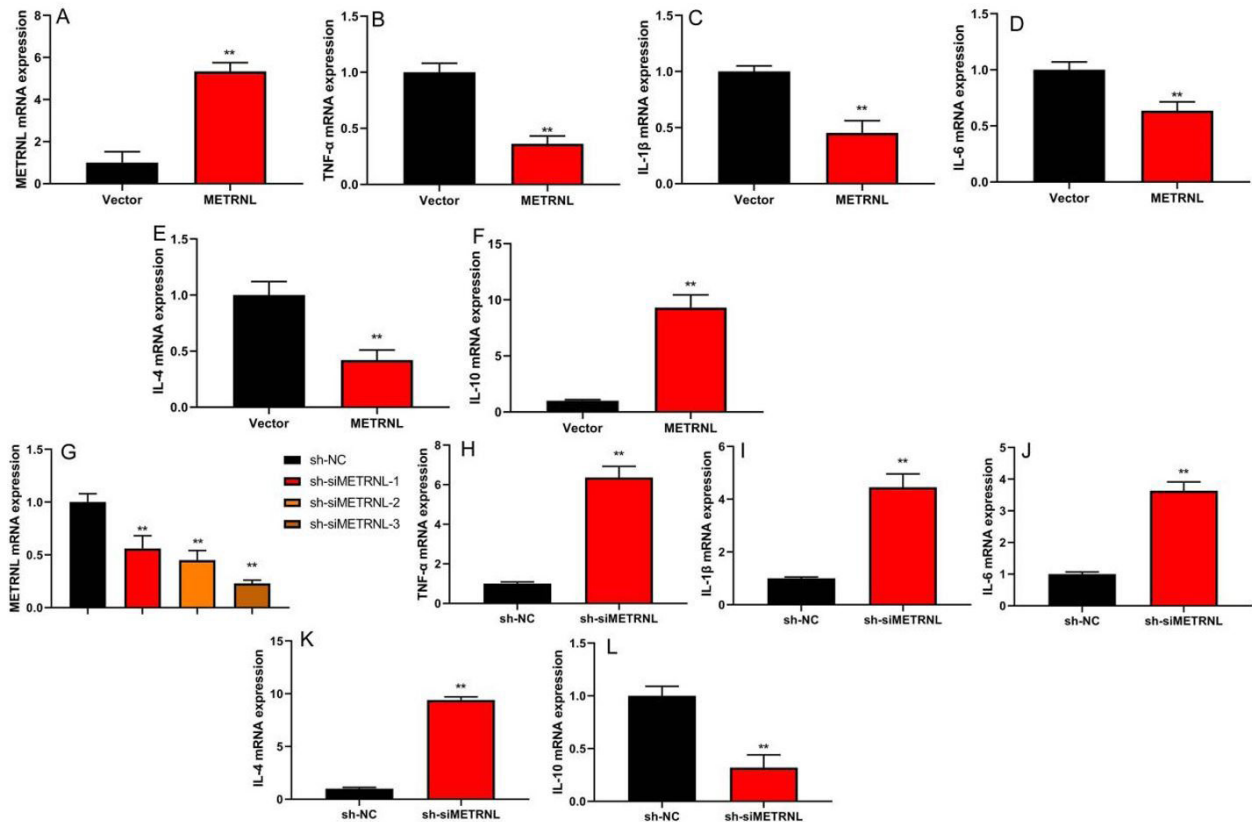 A
METRNL mRNA expression
8
6
4
2
0
**
Vector
METRNL
B
TNF-α mRNA expression
1.5
1.0
0.5
0.0
**
Vector
METRNL
C
IL-1β mRNA expression
1.5
1.0
0.5
0.0
**
Vector
METRNL
D
IL-6 mRNA expression
1.5
1.0
0.5
0.0
**
Vector
METRNL
E
IL-4 mRNA expression
1.5
1.0
0.5
0.0
**
Vector
METRNL
F
IL-10 mRNA expression
15
10
5
0
**
Vector
METRNL
G
METRNL mRNA expression
1.5
1.0
0.5
0.0
**
**
**
sh-NC
sh-siMETRNL-1
sh-siMETRNL-2
sh-siMETRNL-3
H
TNF-α mRNA expression
8
6
4
2
0
**
sh-NC
sh-siMETRNL
I
IL-1β mRNA expression
6
4
2
0
**
sh-NC
sh-siMETRNL
J
IL-6 mRNA expression
5
4
3
2
1
0
**
sh-NC
sh-siMETRNL
K
IL-4 mRNA expression
15
10
5
0
**
sh-NC
sh-siMETRNL
L
IL-10 mRNA expression
1.5
1.0
0.5
0.0
**
sh-NC
sh-siMETRNL